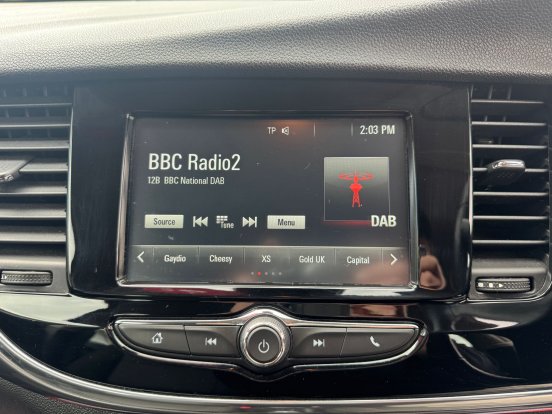 TP 2:03 PM
BBC Radio2
12B BBC National DAB
DAB
Source Tune Menu
Gaydio Cheesy XS Gold UK Capital